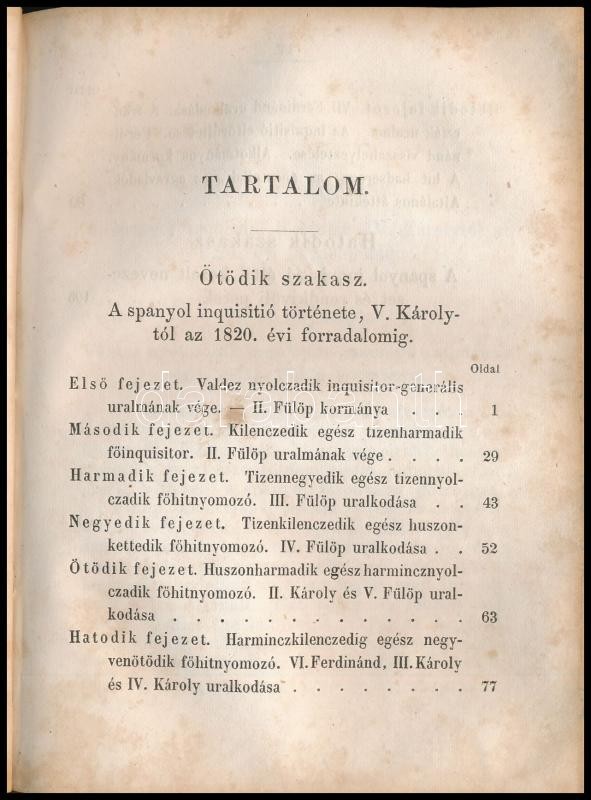 TARTALOM.
Ötödik szakasz.
A spanyol inquisitió története, V. Károly-
tól az 1820. évi forradalomig.
Oldal
Első fejezet. Valdez nyolczadik inquisitor-generális
uralmának vége. — II. Fülöp kormánya . . . 1
Második fejezet. Kilenczedik egész tizenharmadik
főinquisitor. II. Fülöp uralmának vége . . . . 29
Harmadik fejezet. Tizennegyedik egész tizennyol-
czadik főhitnyomozó. III. Fülöp uralkodása . . 43
Negyedik fejezet. Tizenkilenczedik egész huszon-
kettedik főhitnyomozó. IV. Fülöp uralkodása . . 52
Ötödik fejezet. Huszonharmadik egész harmincznyol-
czadik főhitnyomozó. II. Károly és V. Fülöp ural-
kodása . . . . . . . . . . . . . 63
Hatodik fejezet. Harminczkilenczedig egész negy-
venötödik főhitnyomozó. VI. Ferdinánd, III. Károly
és IV. Károly uralkodása . . . . . . . . 77
darabanth